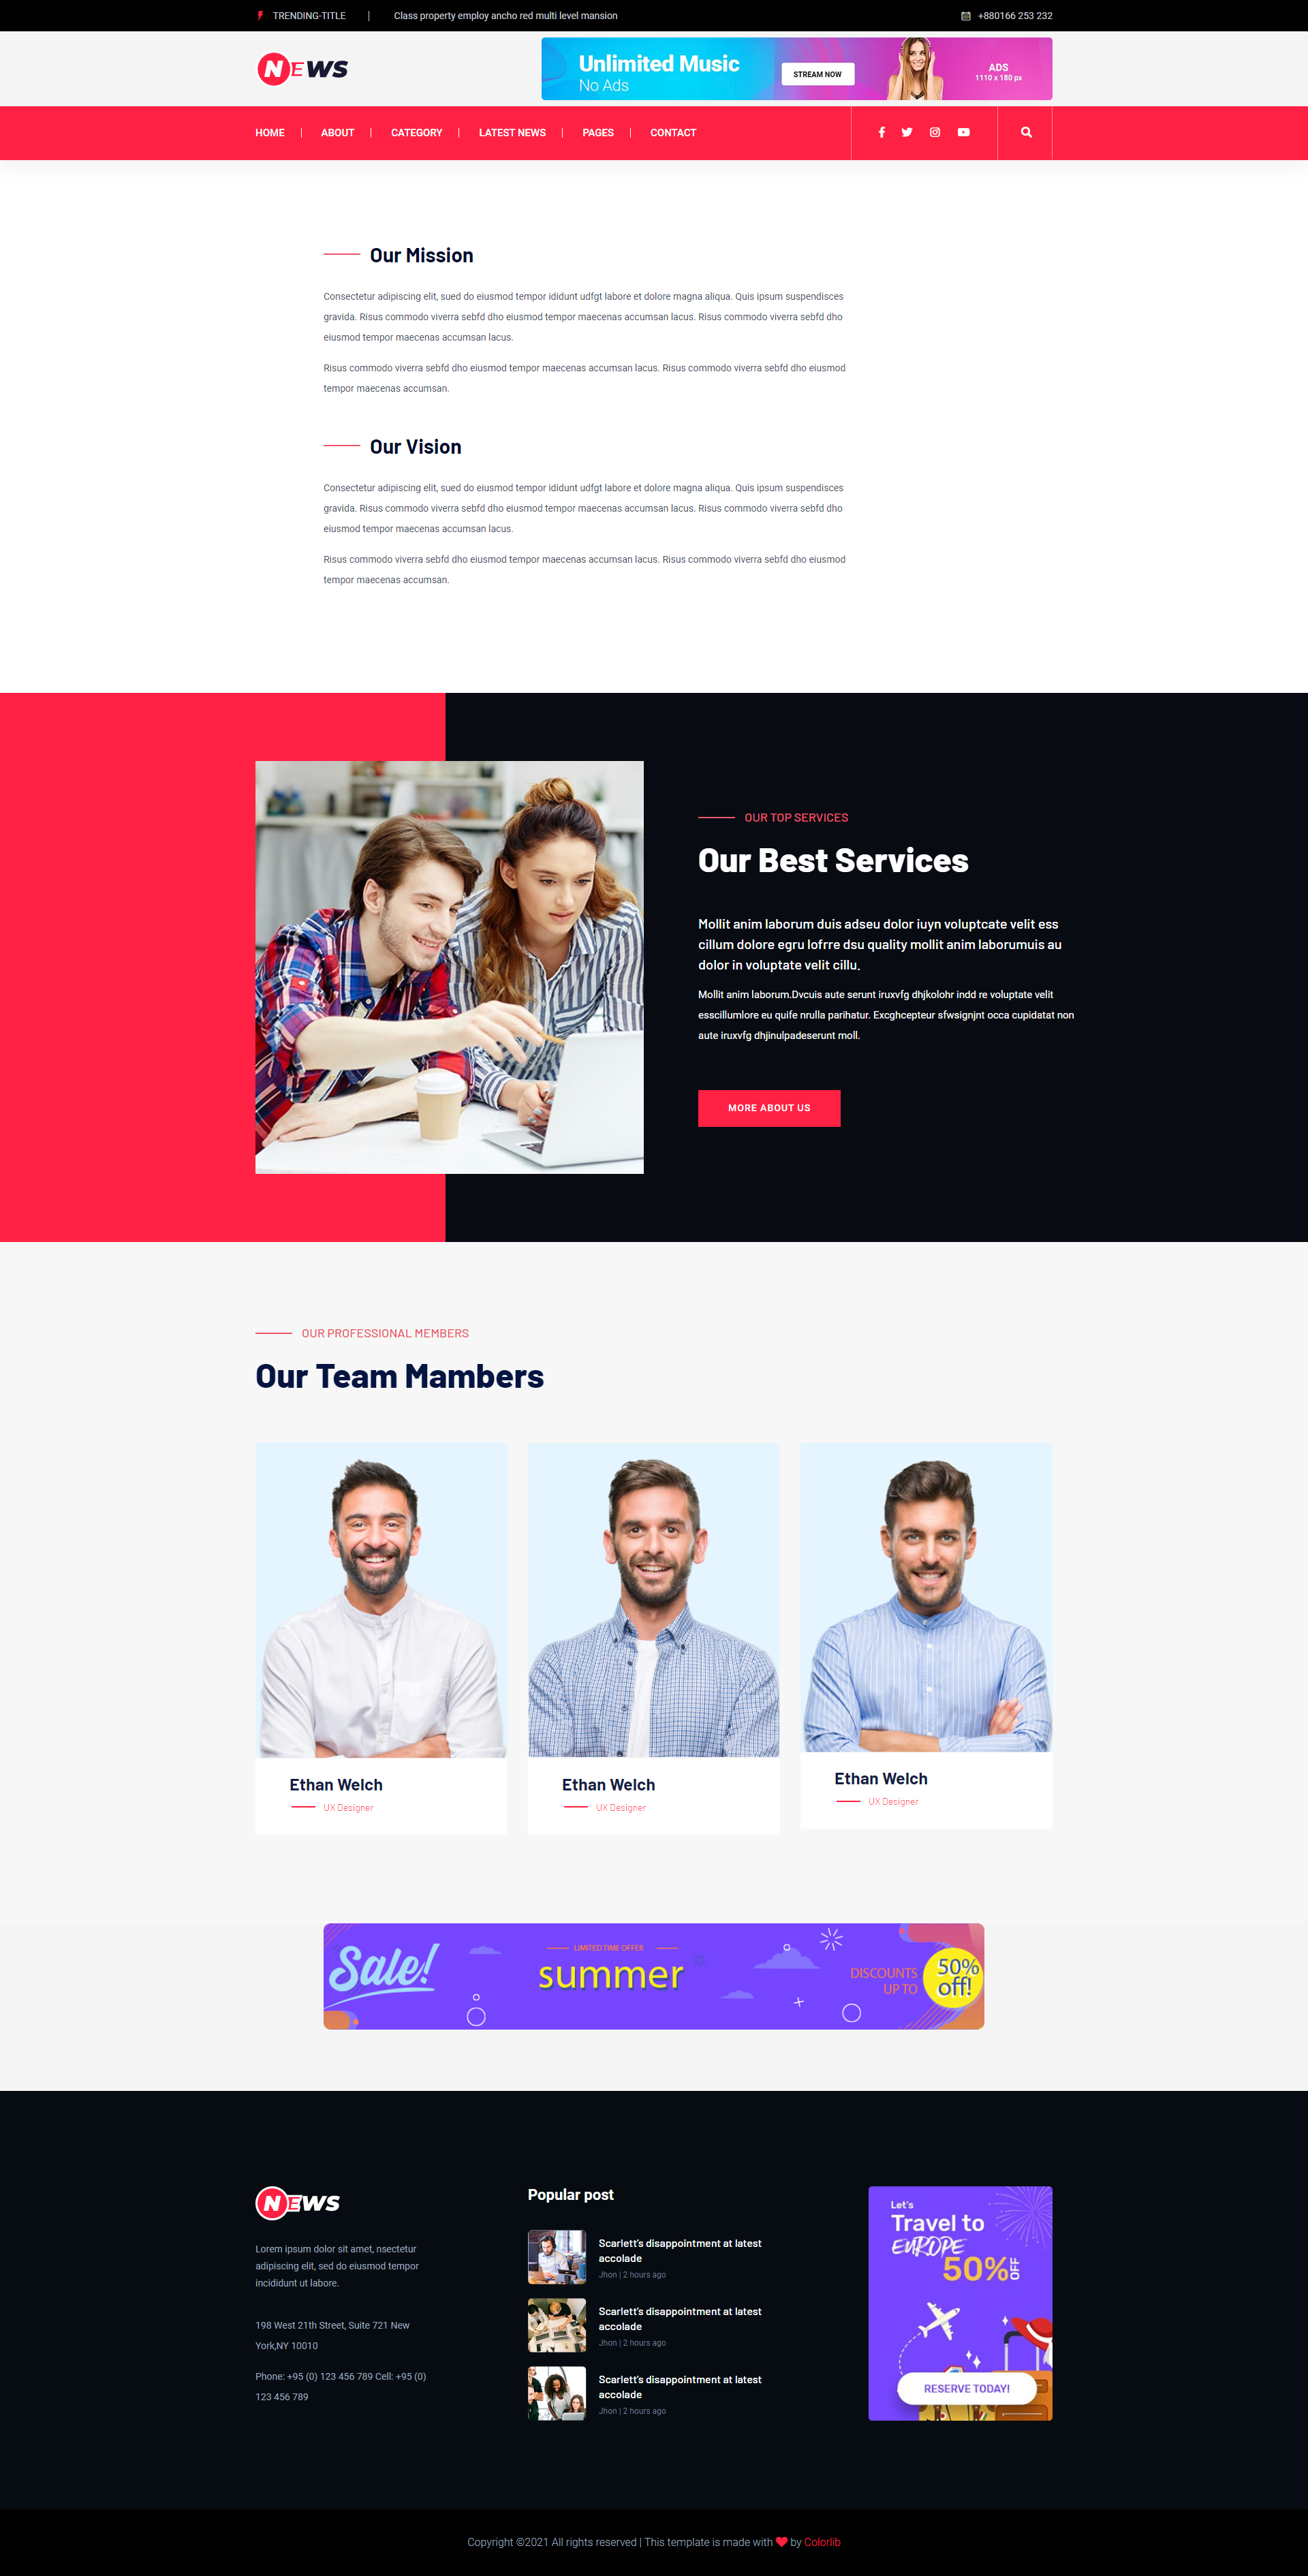 TRENDING-TITLE
Class property employ ancho red multi level mansion
+880166 253 232
NEWS
Unlimited Music
No Ads
STREAM NOW
ADS
1110 x 180 px
HOME
ABOUT
CATEGORY
LATEST NEWS
PAGES
CONTACT
Our Mission
Consectetur adipiscing elit, sued do eiusmod tempor ididunt udfgt labore et dolore magna aliqua. Quis ipsum suspendisces
gravida. Risus commodo viverra sebfd dho eiusmod tempor maecenas accumsan lacus. Risus commodo viverra sebfd dho
eiusmod tempor maecenas accumsan lacus.
Risus commodo viverra sebfd dho eiusmod tempor maecenas accumsan lacus. Risus commodo viverra sebfd dho eiusmod
tempor maecenas accumsan.
Our Vision
Consectetur adipiscing elit, sued do eiusmod tempor ididunt udfgt labore et dolore magna aliqua. Quis ipsum suspendisces
gravida. Risus commodo viverra sebfd dho eiusmod tempor maecenas accumsan lacus. Risus commodo viverra sebfd dho
eiusmod tempor maecenas accumsan lacus.
Risus commodo viverra sebfd dho eiusmod tempor maecenas accumsan lacus. Risus commodo viverra sebfd dho eiusmod
tempor maecenas accumsan.
OUR TOP SERVICES
Our Best Services
Mollit anim laborum duis adseu dolor iuyn voluptcate velit ess
cillum dolore egru lofrre dsu quality mollit anim laborumuis au
dolor in voluptate velit cillu.
Mollit anim laborum.Dvcuis aute serunt iruxvfg dhjkolohr indd re voluptate velit
esscillumlore eu quife nrulla parihatur. Excghcepteur sfwsignjnt occa cupidatat non
aute iruxvfg dhjinulpadeserunt moll.
MORE ABOUT US
OUR PROFESSIONAL MEMBERS
Our Team Mambers
Ethan Welch
UX Designer
Ethan Welch
UX Designer
Ethan Welch
UX Designer
Sale!
LIMITED TIME OFFER
summer
DISCOUNTS
UP TO
50%
off!
NEWS
Lorem ipsum dolor sit amet, nsectetur
adipiscing elit, sed do eiusmod tempor
incididunt ut labore.
198 West 21th Street, Suite 721 New
York,NY 10010
Phone: +95 (0) 123 456 789 Cell: +95 (0)
123 456 789
Popular post
Scarlett’s disappointment at latest
accolade
Jhon | 2 hours ago
Scarlett’s disappointment at latest
accolade
Jhon | 2 hours ago
Scarlett’s disappointment at latest
accolade
Jhon | 2 hours ago
Let's
Travel to
EUROPE
50% OFF
RESERVE TODAY!
Copyright ©2021 All rights reserved | This template is made with ♥ by Colorlib